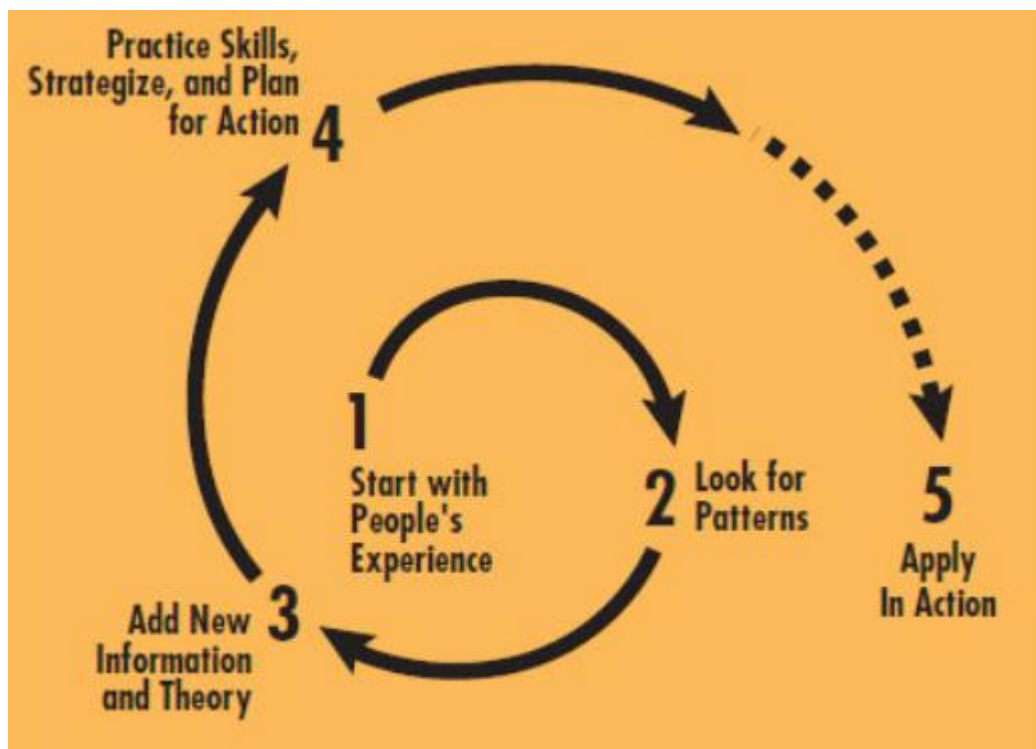 1
Start with
People's
Experience
2
Look for
Patterns
3
Add New
Information
and Theory
4
Practice Skills,
Strategize, and Plan
for Action
5
Apply
In Action